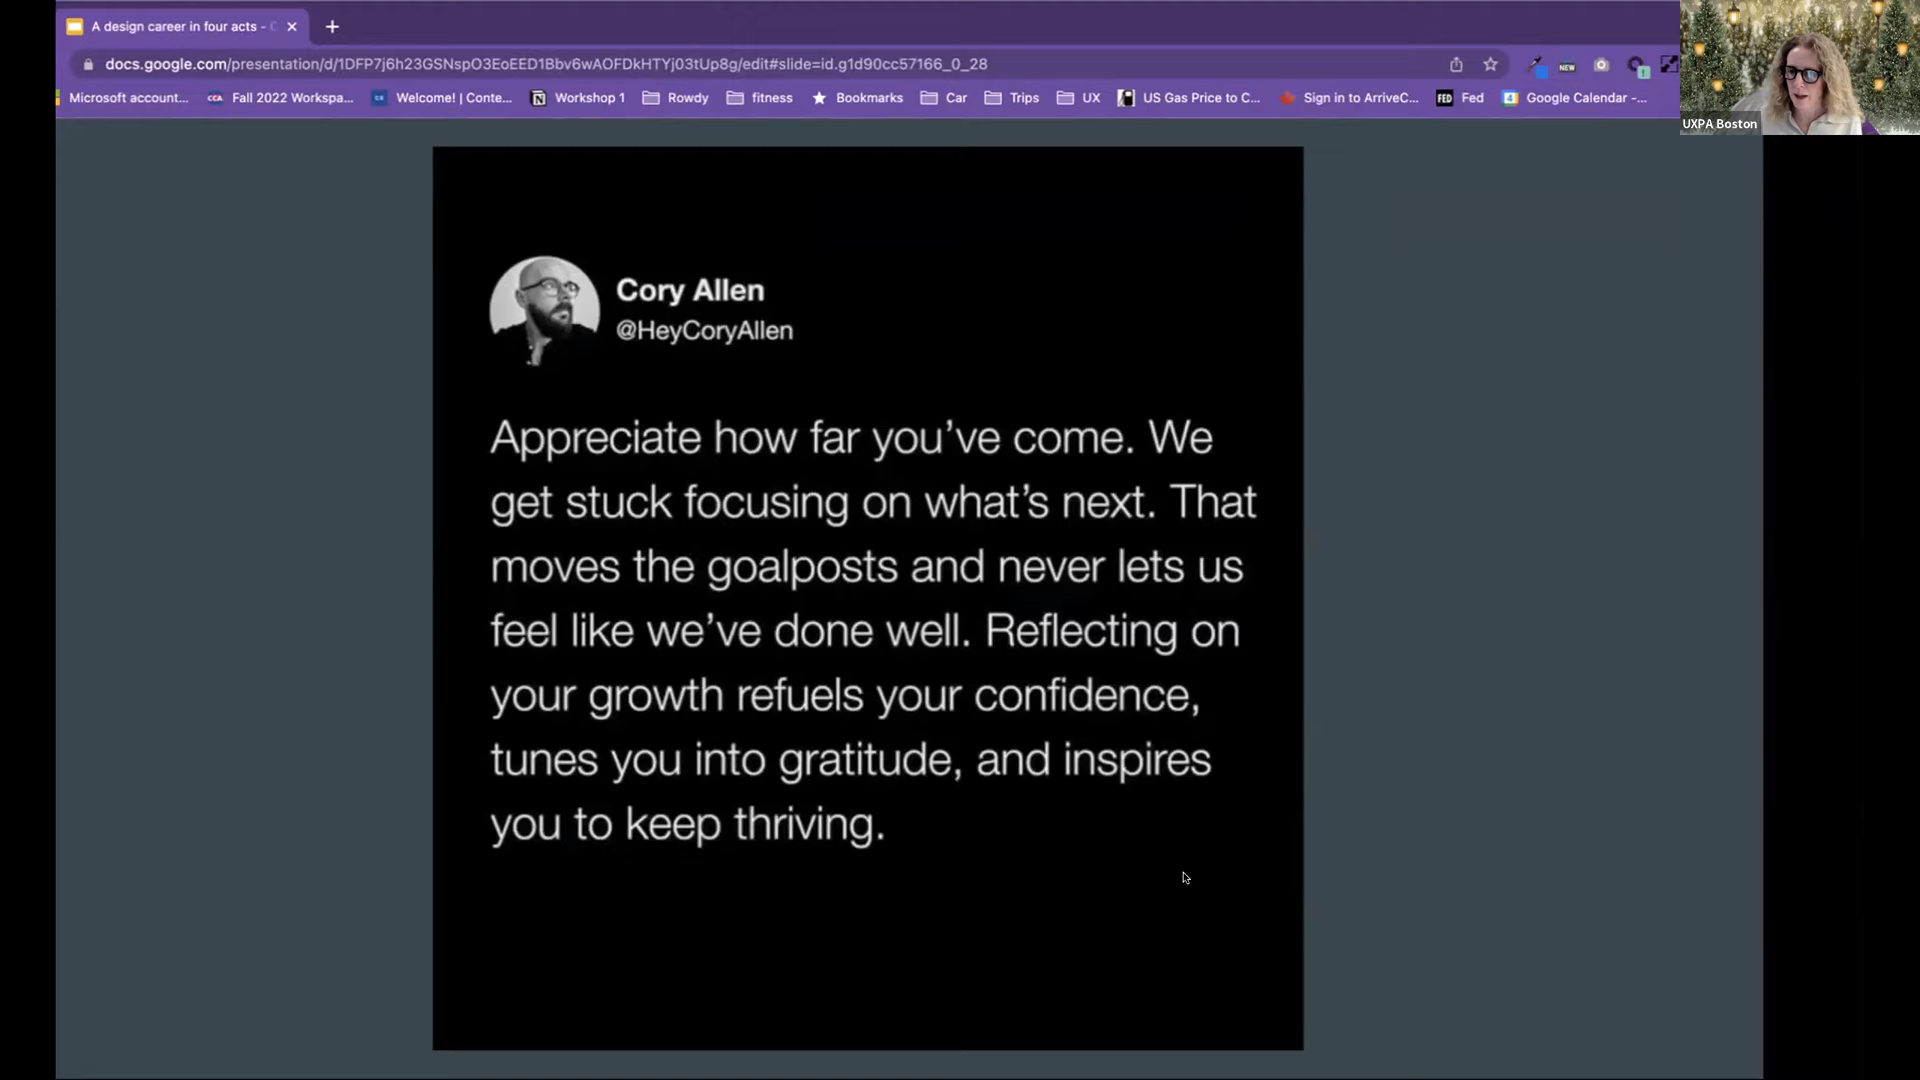 A design career in four acts -
docs.google.com/presentation/d/1DFP7j6h23GSNspO3EoEED1Bbv6wAOFDkHTYj03tUp8g/edit#slide=id.g1d90cc57166_0_28
NEW
Microsoft account...
CCA Fall 2022 Workspa...
Welcome! | Conte...
Workshop 1
Rowdy
fitness
Bookmarks
Car
Trips
UX
US Gas Price to C...
Sign in to ArriveC...
FED Fed
4 Google Calendar -...
UXPA Boston
Cory Allen
@HeyCoryAllen
Appreciate how far you’ve come. We
get stuck focusing on what’s next. That
moves the goalposts and never lets us
feel like we’ve done well. Reflecting on
your growth refuels your confidence,
tunes you into gratitude, and inspires
you to keep thriving.